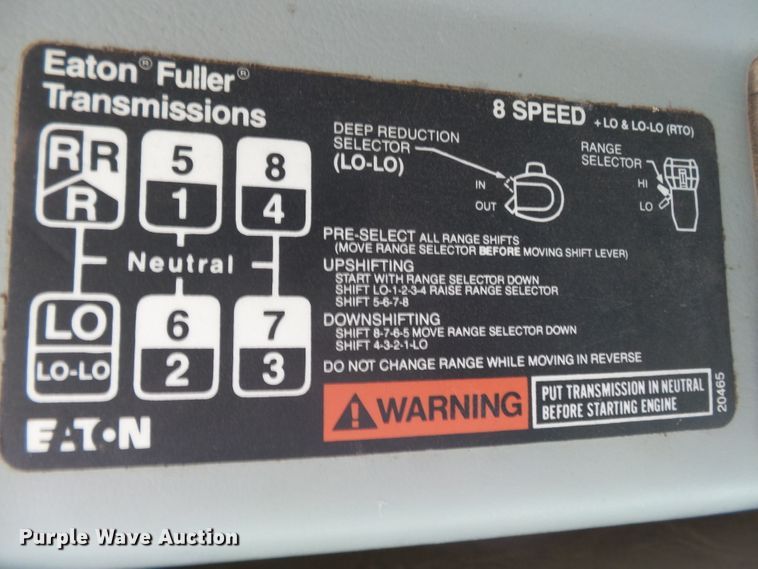 Eaton® Fuller®
Transmissions
8 SPEED + LO & LO-LO (RTO)
R R 5 8
R 1 4
Neutral
LO 6 7
LO-LO 2 3
DEEP REDUCTION
SELECTOR
(LO-LO)
IN
OUT
RANGE
SELECTOR
HI
LO
PRE-SELECT ALL RANGE SHIFTS
(MOVE RANGE SELECTOR BEFORE MOVING SHIFT LEVER)
UPSHIFTING
START WITH RANGE SELECTOR DOWN
SHIFT LO-1-2-3-4 RAISE RANGE SELECTOR
SHIFT 5-6-7-8
DOWNSHIFTING
SHIFT 8-7-6-5 MOVE RANGE SELECTOR DOWN
SHIFT 4-3-2-1-LO
DO NOT CHANGE RANGE WHILE MOVING IN REVERSE
WARNING
PUT TRANSMISSION IN NEUTRAL
BEFORE STARTING ENGINE
20465
EATON
Purple Wave Auction